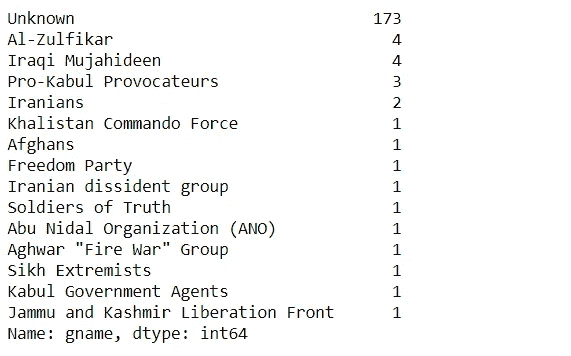 Unknown 173
Al-Zulfikar 4
Iraqi Mujahideen 4
Pro-Kabul Provocateurs 3
Iranians 2
Khalistan Commando Force 1
Afghans 1
Freedom Party 1
Iranian dissident group 1
Soldiers of Truth 1
Abu Nidal Organization (ANO) 1
Aghwar "Fire War" Group 1
Sikh Extremists 1
Kabul Government Agents 1
Jammu and Kashmir Liberation Front 1
Name: gname, dtype: int64